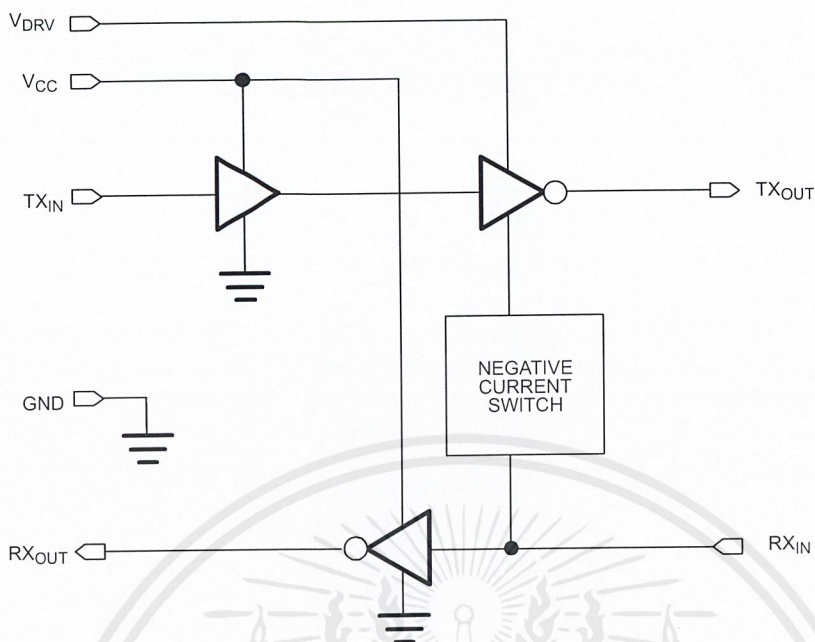 VDRV
VCC
TXIN
TXOUT
NEGATIVE
CURRENT
SWITCH
GND
RXOUT
RXIN